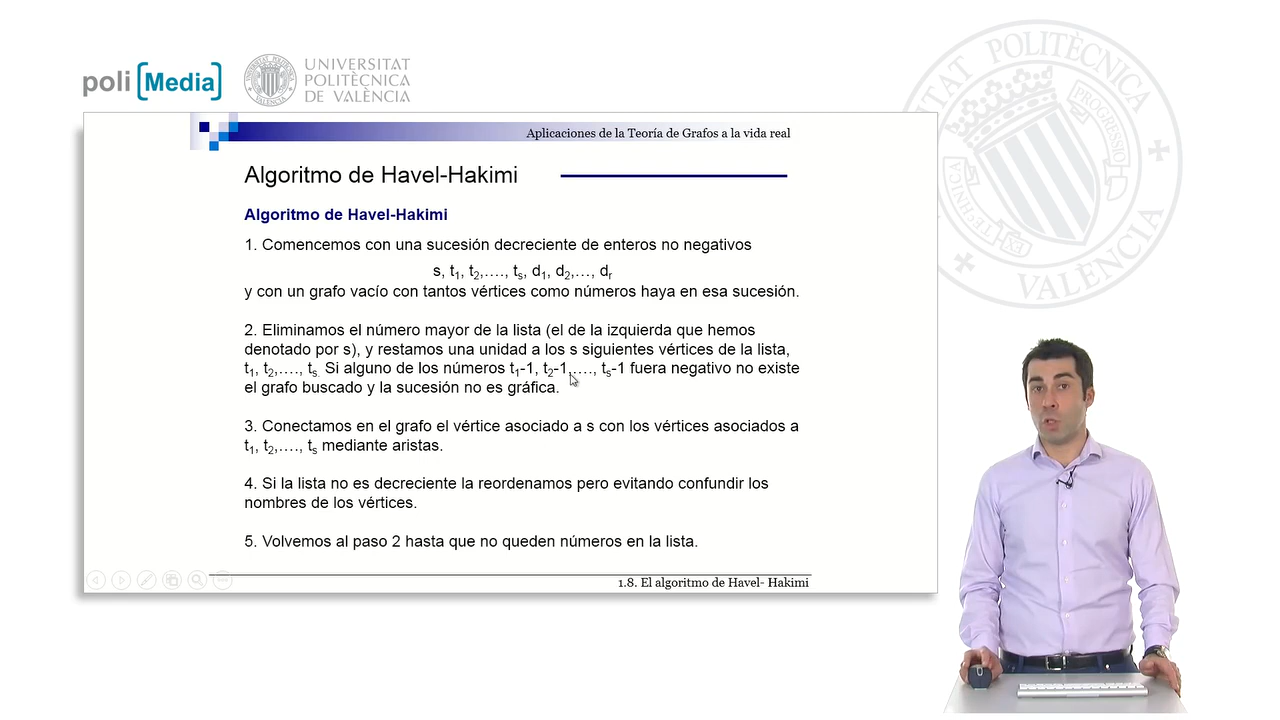 poli [Media]
UNIVERSITAT
POLITÈCNICA
DE VALÈNCIA
Aplicaciones de la Teoría de Grafos a la vida real
Algoritmo de Havel-Hakimi
Algoritmo de Havel-Hakimi
1. Comencemos con una sucesión decreciente de enteros no negativos
s, t1, t2,…., ts, d1, d2,…, dr
y con un grafo vacío con tantos vértices como números haya en esa sucesión.
2. Eliminamos el número mayor de la lista (el de la izquierda que hemos
denotado por s), y restamos una unidad a los s siguientes vértices de la lista,
t1, t2,…., ts. Si alguno de los números t1-1, t2-1,…., ts-1 fuera negativo no existe
el grafo buscado y la sucesión no es gráfica.
3. Conectamos en el grafo el vértice asociado a s con los vértices asociados a
t1, t2,…., ts mediante aristas.
4. Si la lista no es decreciente la reordenamos pero evitando confundir los
nombres de los vértices.
5. Volvemos al paso 2 hasta que no queden números en la lista.
1.8. El algoritmo de Havel- Hakimi
POLITÈCNICA
VALÈNCIA
PROGRESSIO